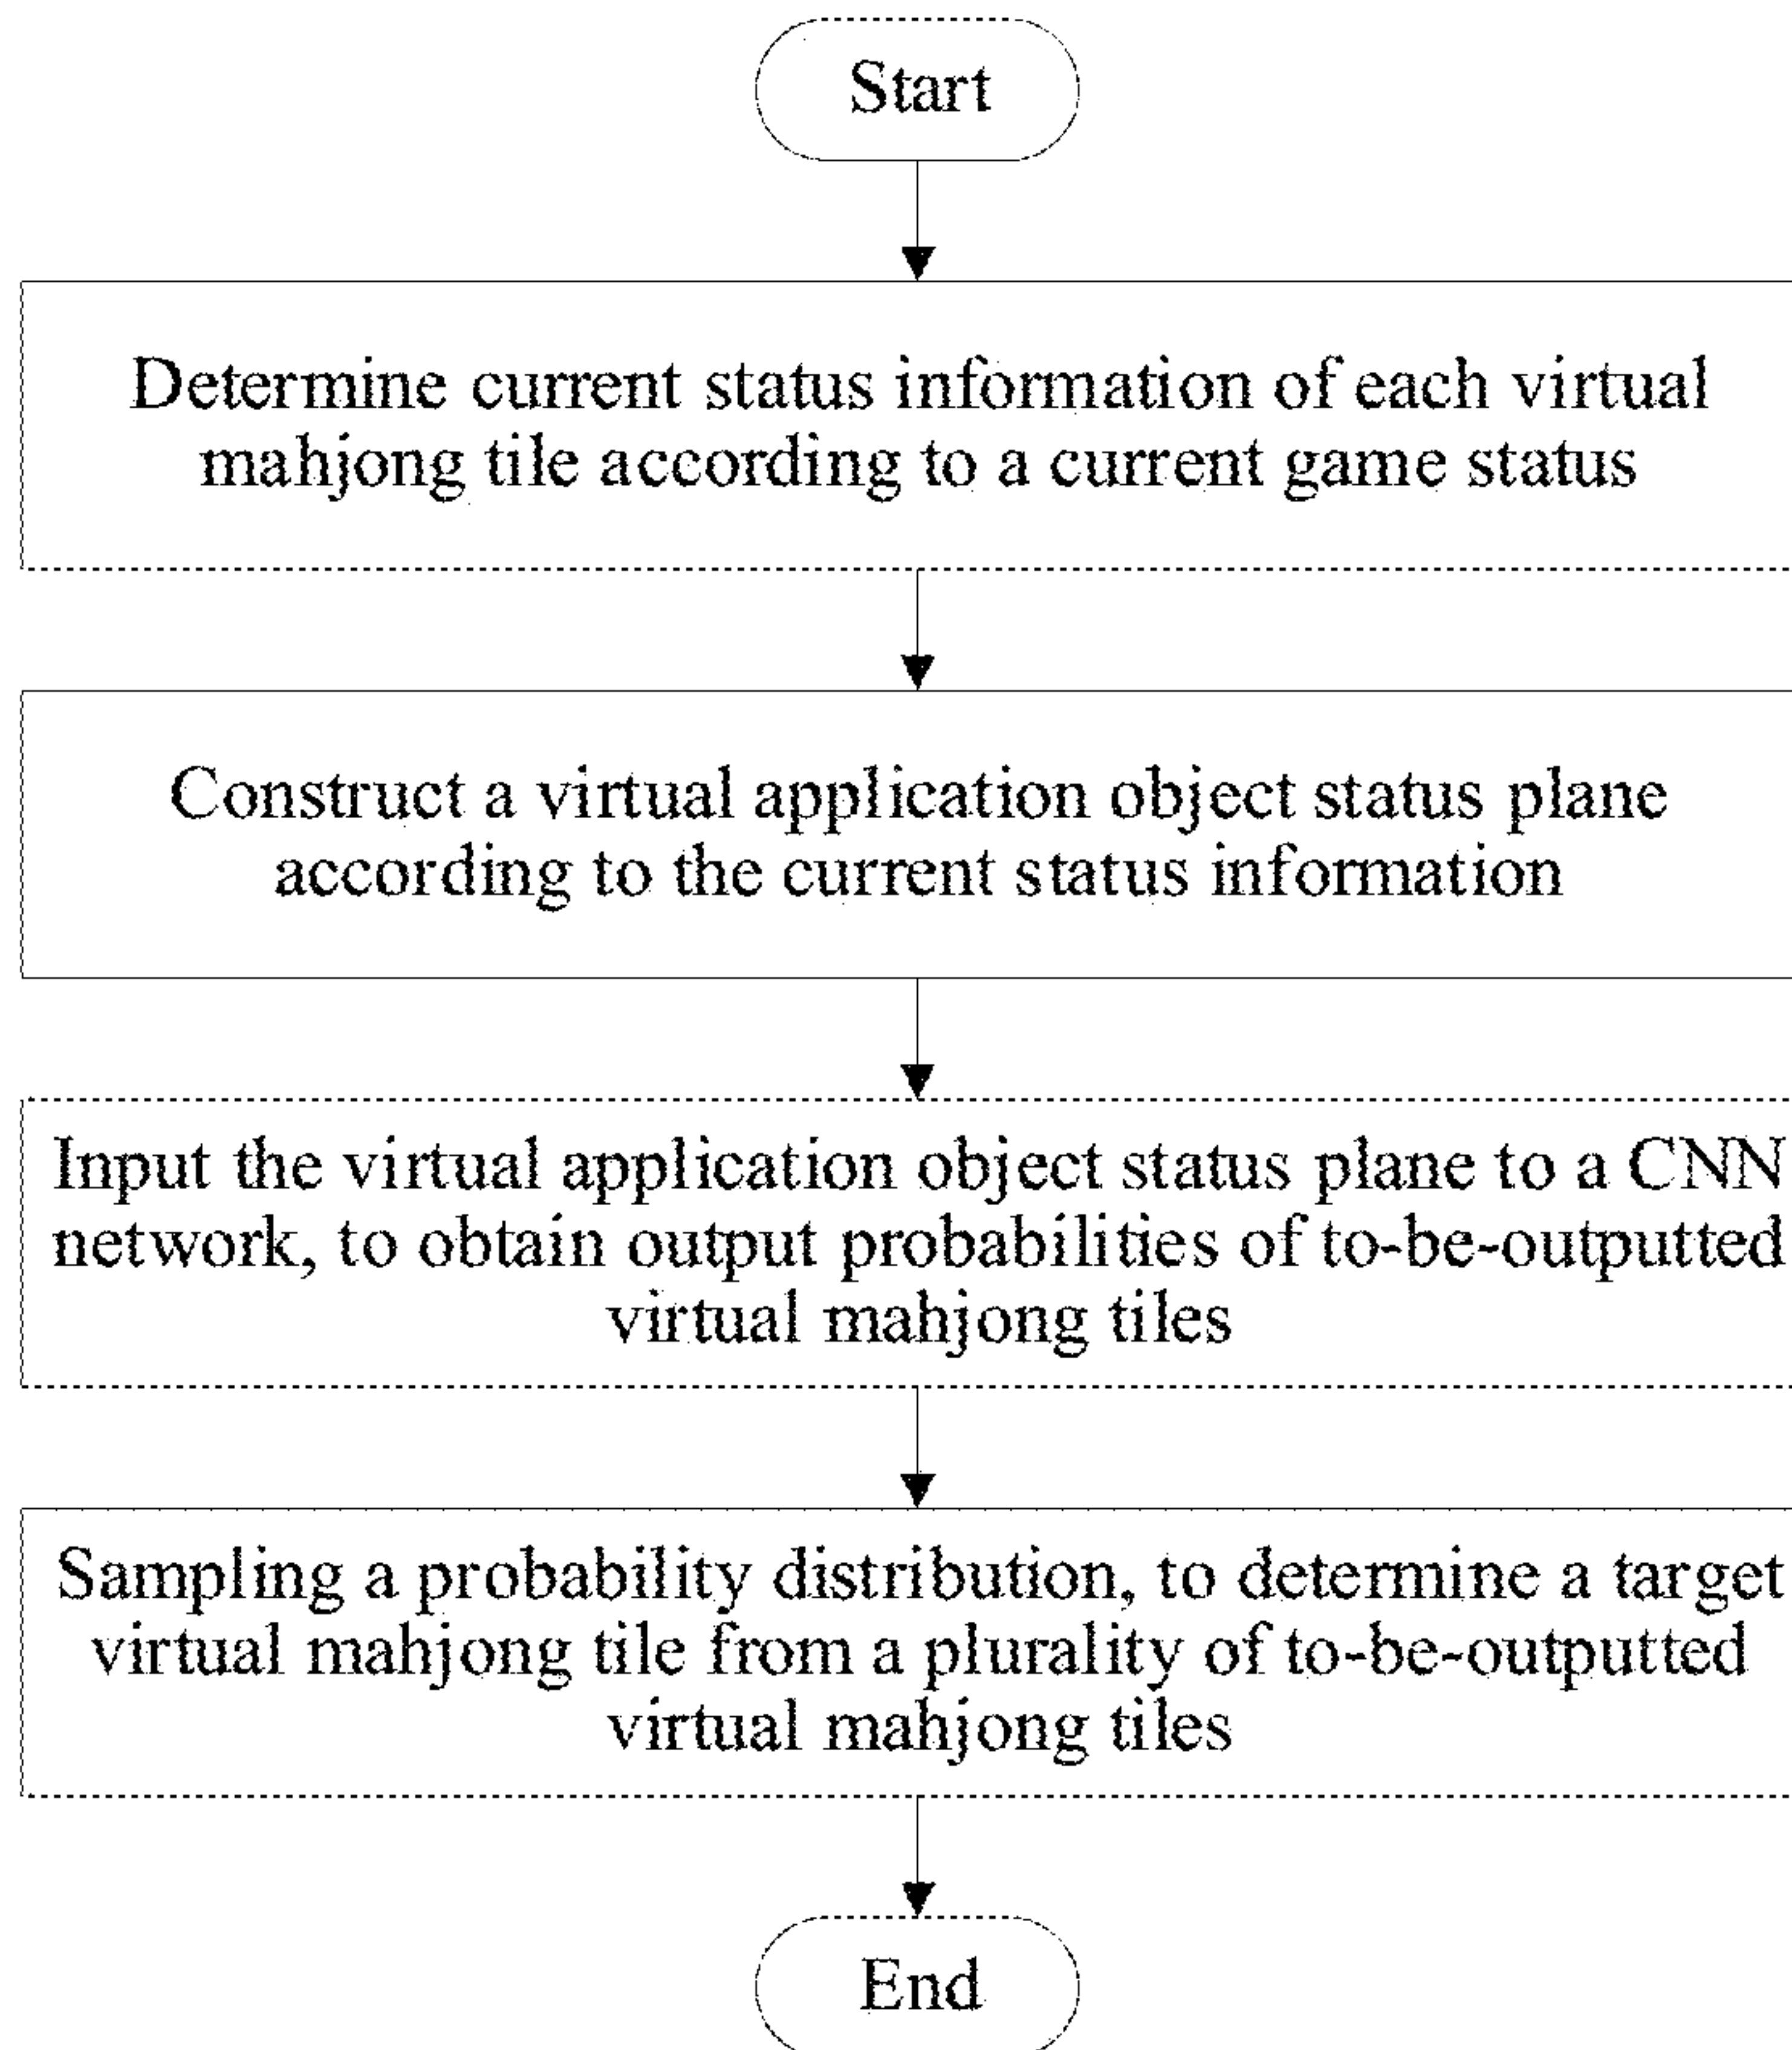 Start
Determine current status information of each virtual
mahjong tile according to a current game status
Construct a virtual application object status plane
according to the current status information
Input the virtual application object status plane to a CNN
network, to obtain output probabilities of to-be-outputted
virtual mahjong tiles
Sampling a probability distribution, to determine a target
virtual mahjong tile from a plurality of to-be-outputted
virtual mahjong tiles
End